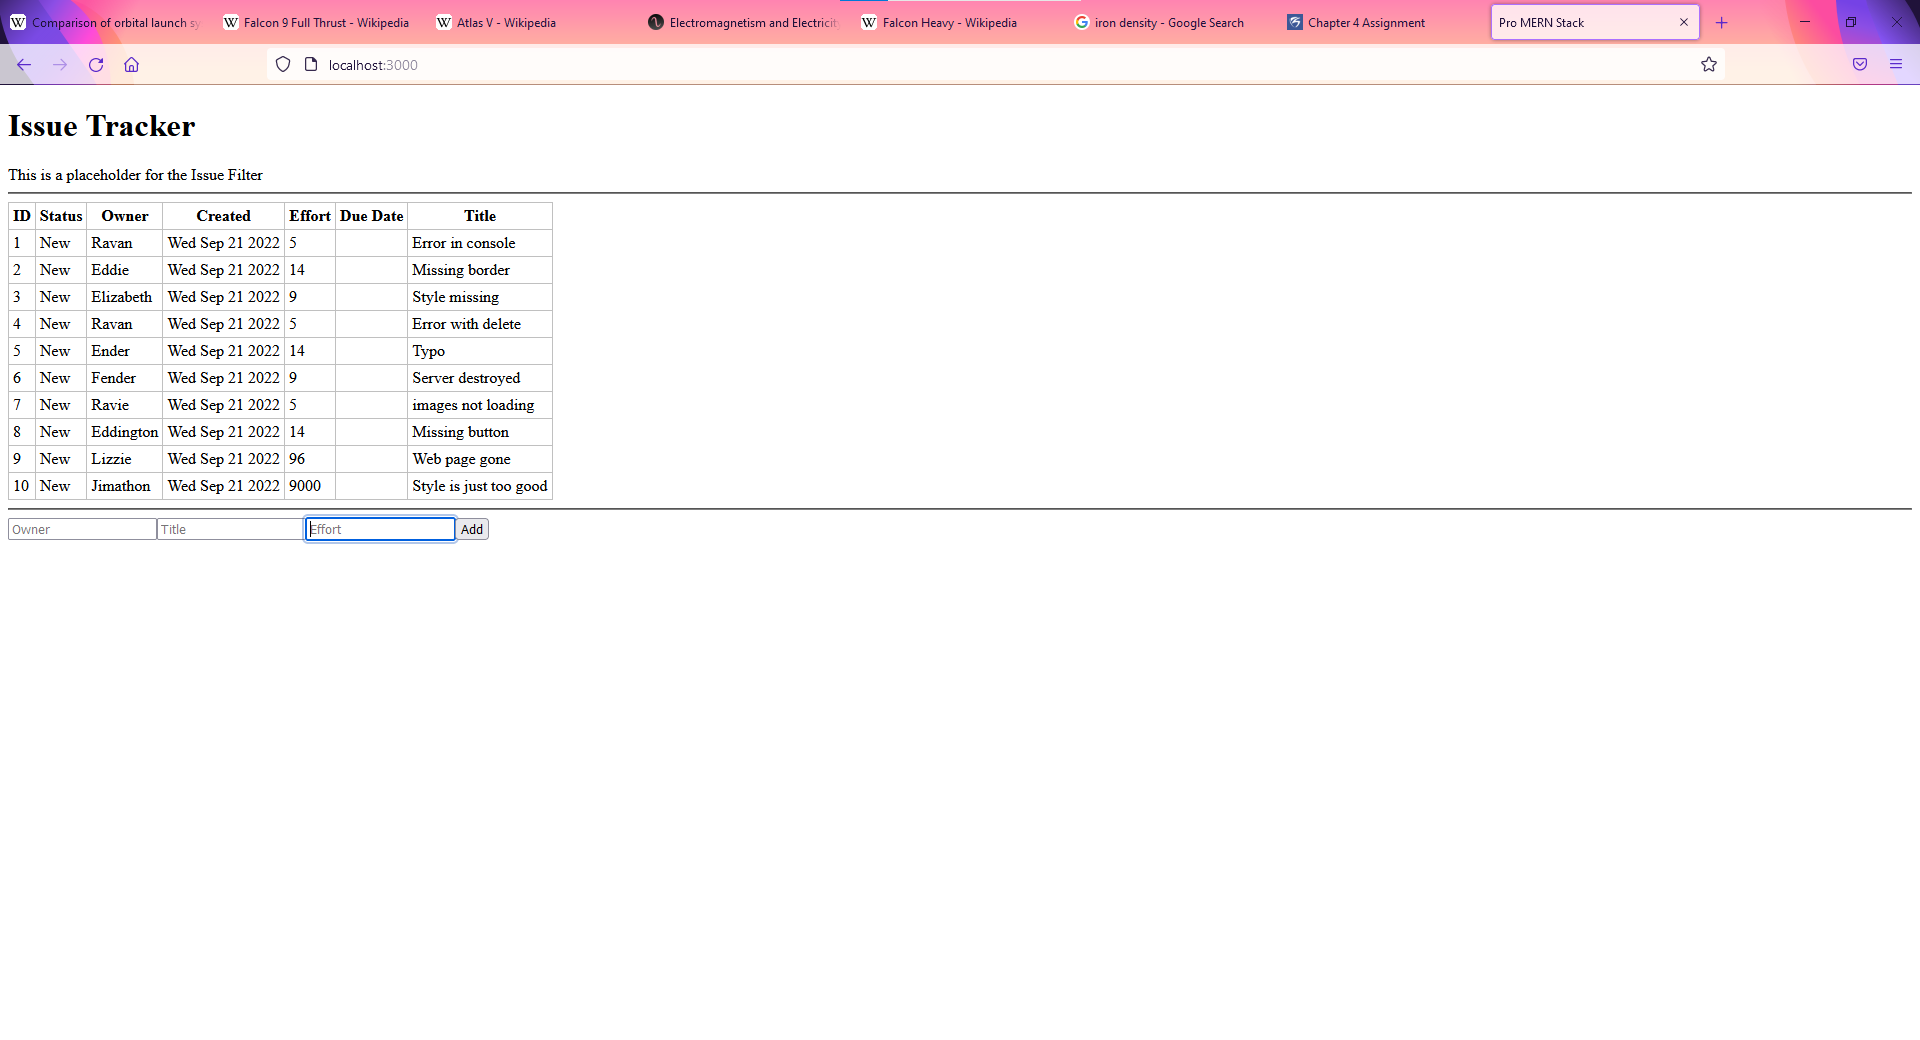 Comparison of orbital launch sy
Falcon 9 Full Thrust - Wikipedia
Atlas V - Wikipedia
Electromagnetism and Electricit
Falcon Heavy - Wikipedia
iron density - Google Search
Chapter 4 Assignment
Pro MERN Stack
localhost:3000
Issue Tracker
This is a placeholder for the Issue Filter
ID Status Owner Created Effort Due Date Title
1 New Ravan Wed Sep 21 2022 5 Error in console
2 New Eddie Wed Sep 21 2022 14 Missing border
3 New Elizabeth Wed Sep 21 2022 9 Style missing
4 New Ravan Wed Sep 21 2022 5 Error with delete
5 New Ender Wed Sep 21 2022 14 Typo
6 New Fender Wed Sep 21 2022 9 Server destroyed
7 New Ravie Wed Sep 21 2022 5 images not loading
8 New Eddington Wed Sep 21 2022 14 Missing button
9 New Lizzie Wed Sep 21 2022 96 Web page gone
10 New Jimathon Wed Sep 21 2022 9000 Style is just too good
Owner Title Effort Add